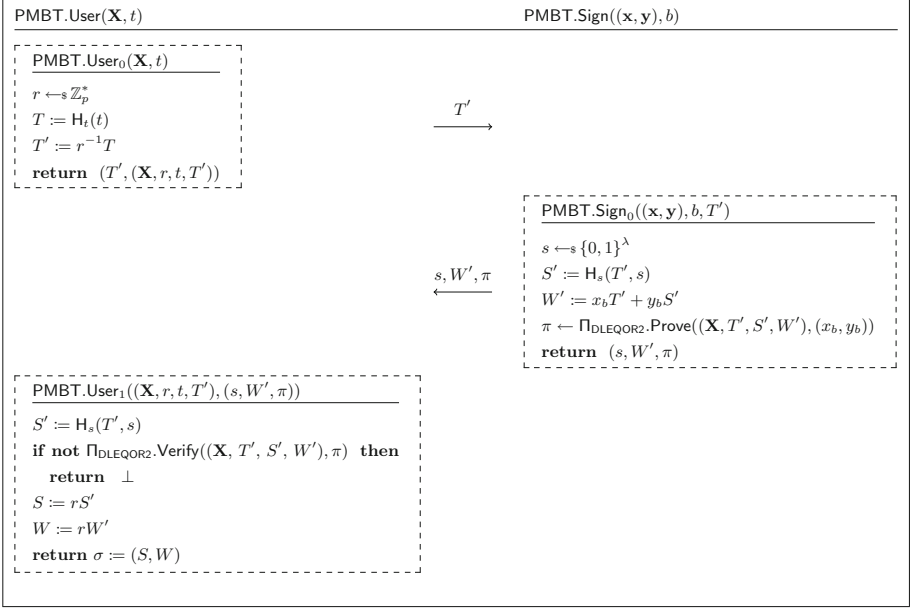 PMBT.User(X, t) PMBT.Sign((x, y), b)
PMBT.User₀(X, t)
r ←$ ℤ*ₚ
T := Hₜ(t)
T′ := r⁻¹T
return (T′, (X, r, t, T′))
T′
PMBT.Sign₀((x, y), b, T′)
s ←$ {0, 1}^λ
S′ := Hₛ(T′, s)
W′ := x_b T′ + y_b S′
π ← Π_DLEQOR2.Prove((X, T′, S′, W′), (x_b, y_b))
return (s, W′, π)
s, W′, π
PMBT.User₁((X, r, t, T′), (s, W′, π))
S′ := Hₛ(T′, s)
if not Π_DLEQOR2.Verify((X, T′, S′, W′), π) then
return ⊥
S := rS′
W := rW′
return σ := (S, W)